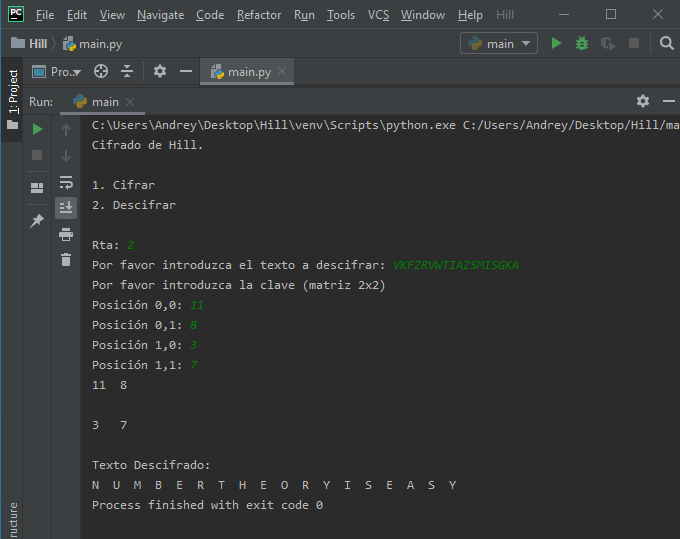 PC File Edit View Navigate Code Refactor Run Tools VCS Window Help Hill
Hill main.py main
1: Project
Pro.. main.py
Run: main
C:\Users\Andrey\Desktop\Hill\venv\Scripts\python.exe C:/Users/Andrey/Desktop/Hill/ma
Cifrado de Hill.
1. Cifrar
2. Descifrar
Rta: 2
Por favor introduzca el texto a descifrar: VKFZRVWTIAZSMISGKA
Por favor introduzca la clave (matriz 2x2)
Posición 0,0: 11
Posición 0,1: 8
Posición 1,0: 3
Posición 1,1: 7
11 8
3 7
Texto Descifrado:
N U M B E R T H E O R Y I S E A S Y
Process finished with exit code 0
ructure